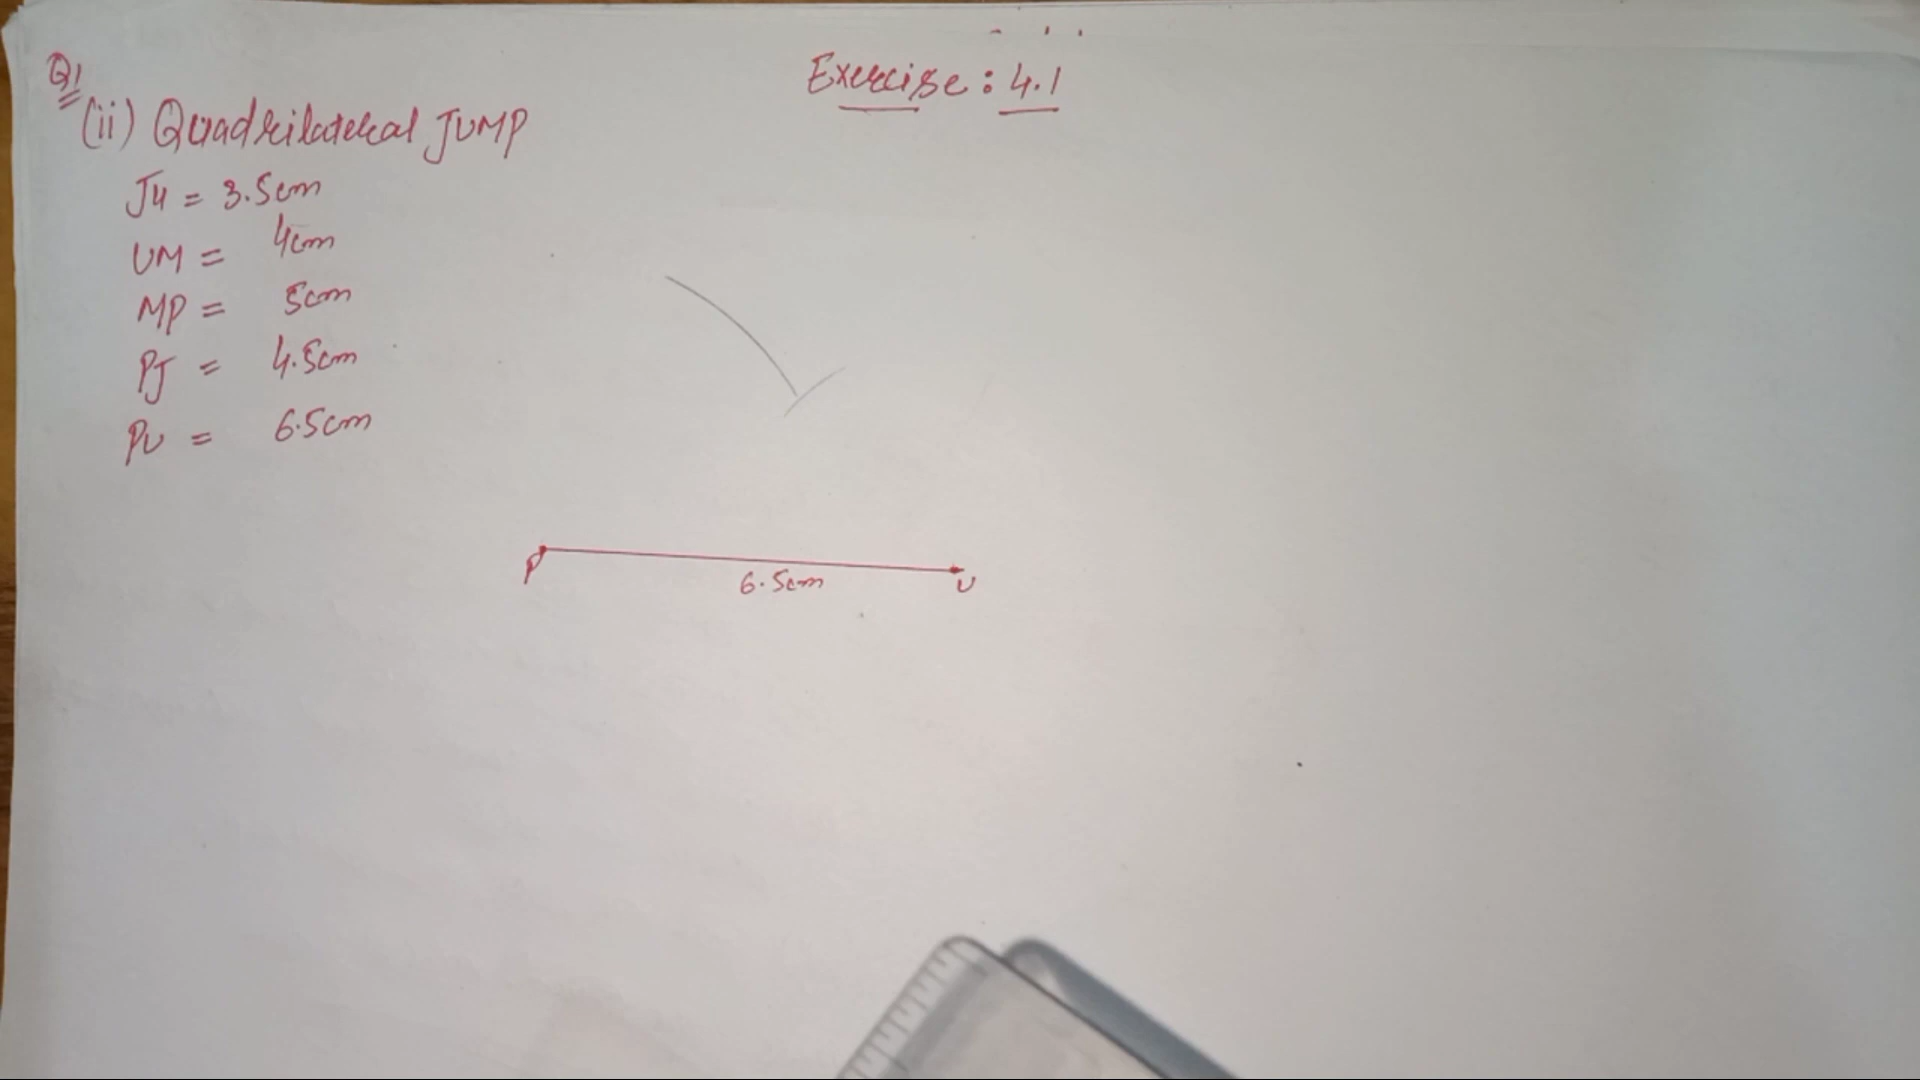 Exercise: 4.1
Q1
(ii) Quadrilateral JUMP
JU = 3.5cm
UM = 4cm
MP = 5cm
PJ = 4.5cm
PU = 6.5cm
P
6.5cm
U